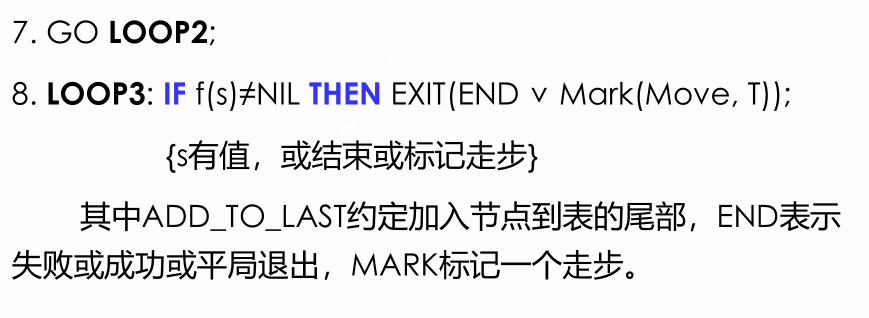 7. GO LOOP2;
8. LOOP3: IF f(s)≠NIL THEN EXIT(END ∨ Mark(Move, T));
{s有值，或结束或标记走步}
其中ADD_TO_LAST约定加入节点到表的尾部，END表示
失败或成功或平局退出，MARK标记一个走步。